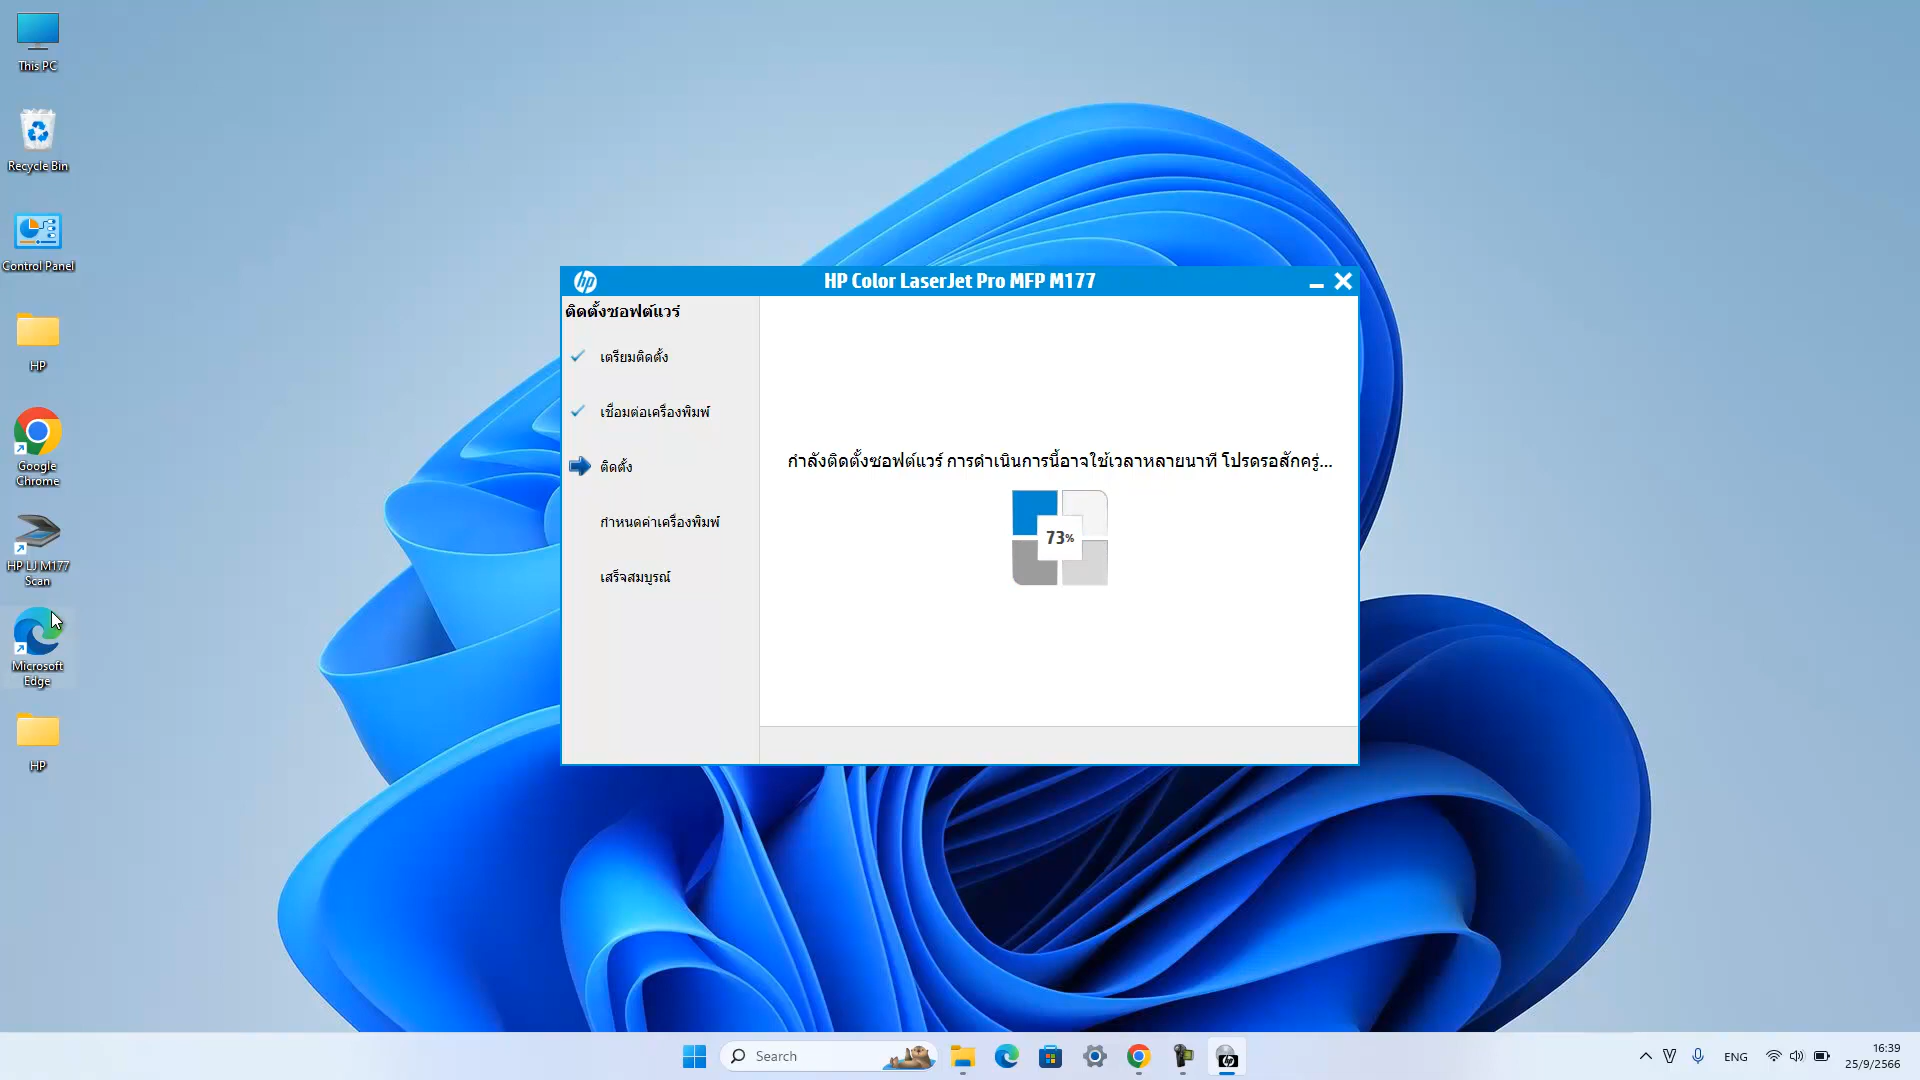 This PC
Recycle Bin
Control Panel
HP
Google
Chrome
HP LJ M177
Scan
Microsoft
Edge
HP
hp
HP Color LaserJet Pro MFP M177
ติดตั้งซอฟต์แวร์
เตรียมติดตั้ง
เชื่อมต่อเครื่องพิมพ์
ติดตั้ง
กำหนดค่าเครื่องพิมพ์
เสร็จสมบูรณ์
กำลังติดตั้งซอฟต์แวร์ การดำเนินการนี้อาจใช้เวลาหลายนาที โปรดรอสักครู่...
73%
Search
ENG
16:39
25/9/2566